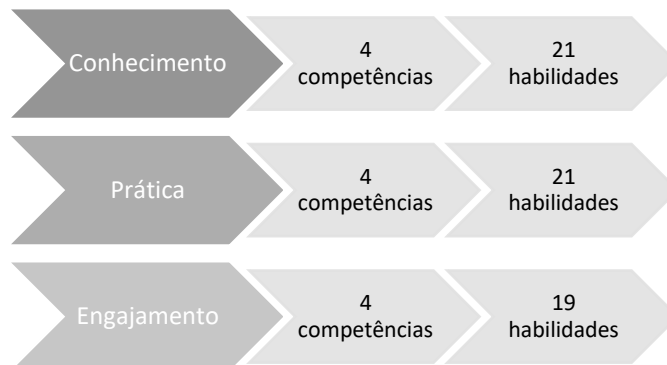 Conhecimento
4
competências
21
habilidades
Prática
4
competências
21
habilidades
Engajamento
4
competências
19
habilidades